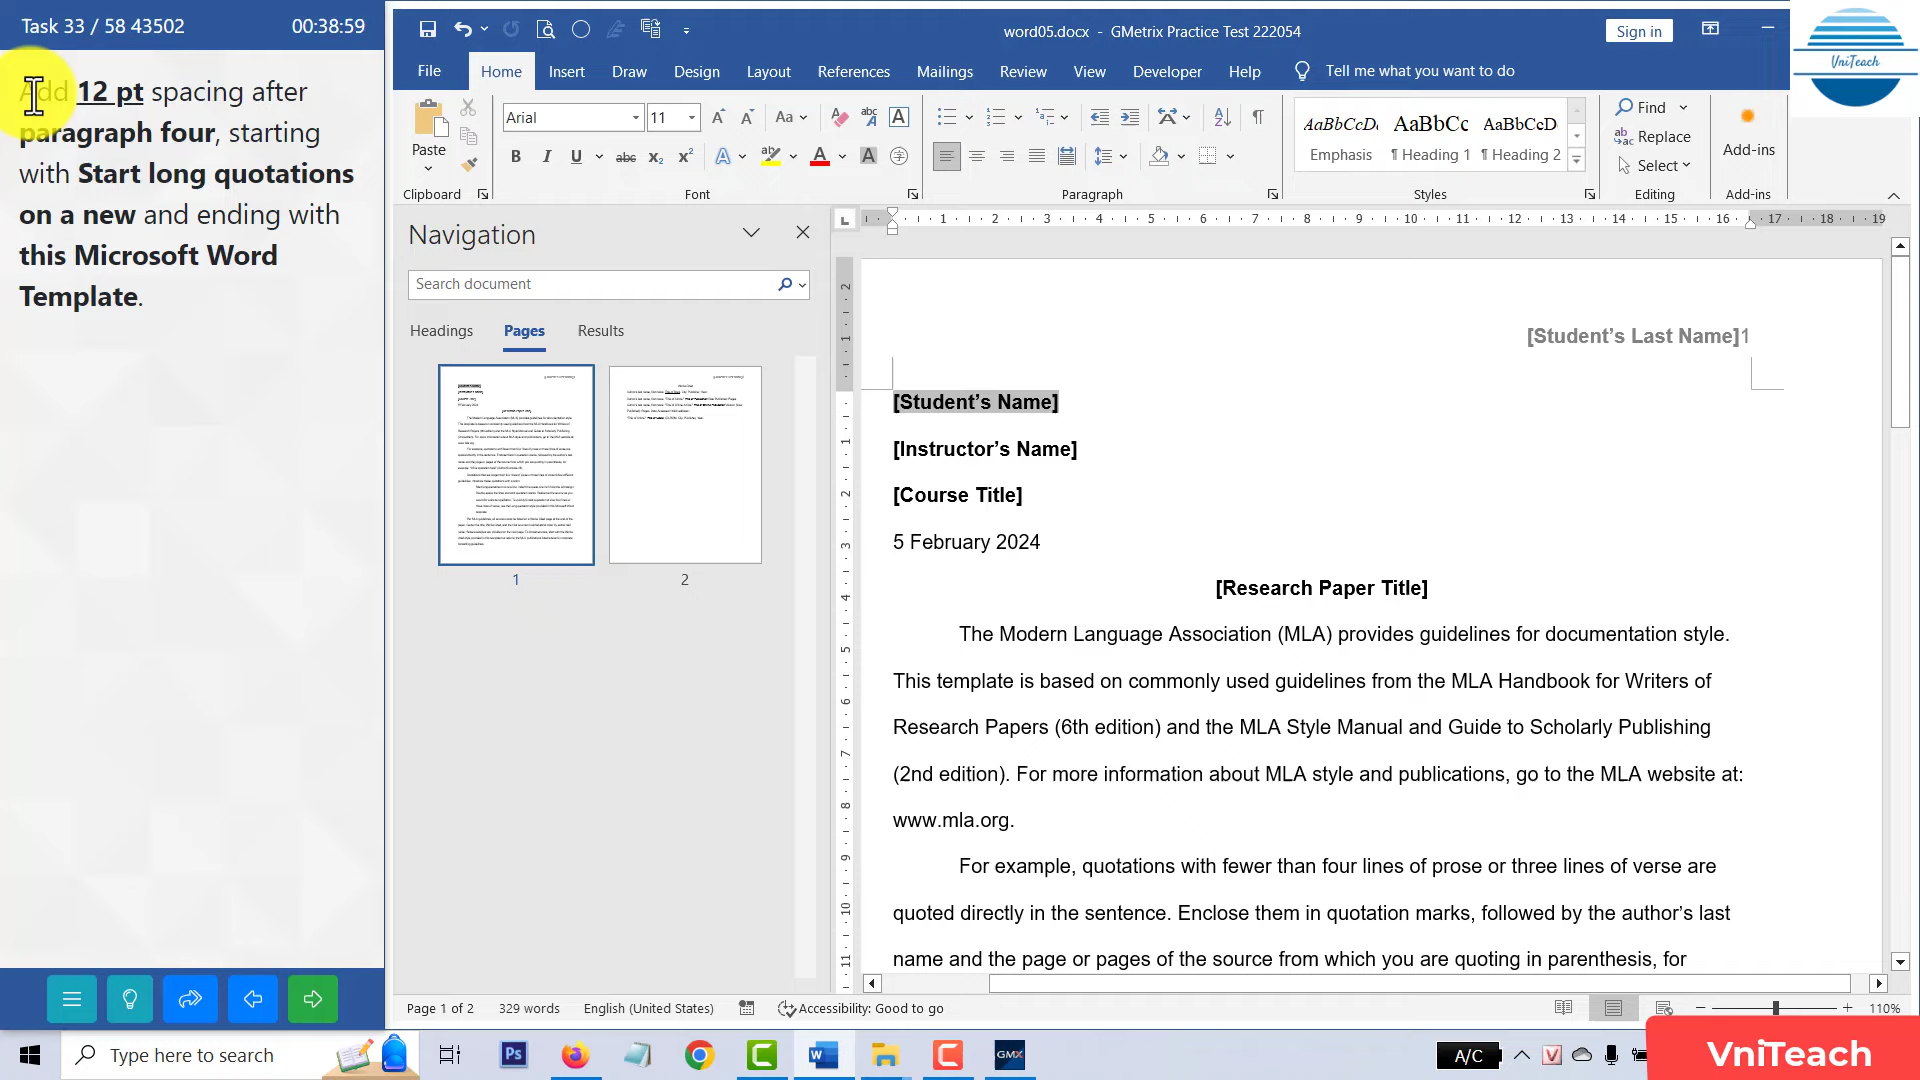 Task 33 / 58 43502
00:38:59
Add 12 pt spacing after
paragraph four, starting
with Start long quotations
on a new and ending with
this Microsoft Word
Template.
word05.docx - GMetrix Practice Test 222054
Sign in
VniTeach
File
Home
Insert
Draw
Design
Layout
References
Mailings
Review
View
Developer
Help
Tell me what you want to do
Paste
Clipboard
Arial
11
Font
Paragraph
AaBbCcD
Emphasis
AaBbCc
¶ Heading 1
AaBbCcD
¶ Heading 2
Styles
Find
Replace
Select
Editing
Add-ins
Add-ins
Navigation
Search document
Headings
Pages
Results
1
2
[Student’s Last Name]1
[Student’s Name]
[Instructor’s Name]
[Course Title]
5 February 2024
[Research Paper Title]
The Modern Language Association (MLA) provides guidelines for documentation style.
This template is based on commonly used guidelines from the MLA Handbook for Writers of
Research Papers (6th edition) and the MLA Style Manual and Guide to Scholarly Publishing
(2nd edition). For more information about MLA style and publications, go to the MLA website at:
www.mla.org.
For example, quotations with fewer than four lines of prose or three lines of verse are
quoted directly in the sentence. Enclose them in quotation marks, followed by the author’s last
name and the page or pages of the source from which you are quoting in parenthesis, for
Page 1 of 2
329 words
English (United States)
Accessibility: Good to go
110%
Type here to search
A/C
VniTeach